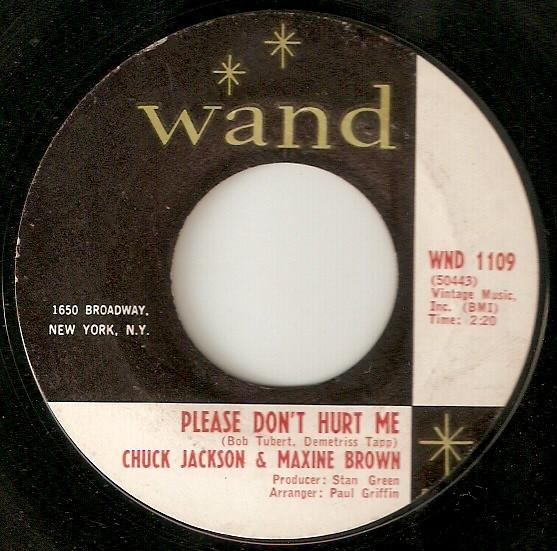 wand
WND 1109
(50443)
Vintage Music,
Inc. (BMI)
Time: 2:20
1650 BROADWAY,
NEW YORK, N.Y.
PLEASE DON'T HURT ME
(Bob Tubert, Demetriss Tapp)
CHUCK JACKSON & MAXINE BROWN
Producer: Stan Green
Arranger: Paul Griffin